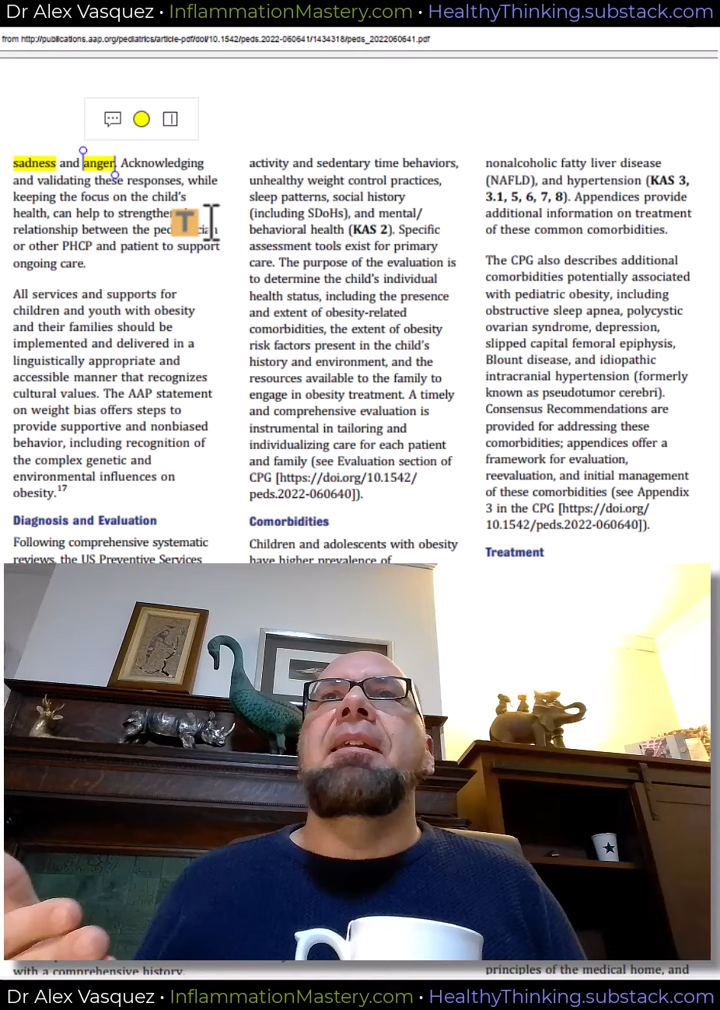 Dr Alex Vasquez • InflammationMastery.com • HealthyThinking.substack.com
from http://publications.aap.org/pediatrics/article-pdf/doi/10.1542/peds.2022-060641/1434318/peds_2022060641.pdf
sadness and anger. Acknowledging
and validating these responses, while
keeping the focus on the child's
health, can help to strengthen
relationship between the
or other PHCP and patient to support
ongoing care.
All services and supports for
children and youth with obesity
and their families should be
implemented and delivered in a
linguistically appropriate and
accessible manner that recognizes
cultural values. The AAP statement
on weight bias offers steps to
provide supportive and nonbiased
behavior, including recognition of
the complex genetic and
environmental influences on
obesity.17
Diagnosis and Evaluation
Following comprehensive systematic
reviews, the US Preventive Services
with a comprehensive history.
activity and sedentary time behaviors,
unhealthy weight control practices,
sleep patterns, social history
(including SDoHs), and mental/
behavioral health (KAS 2). Specific
assessment tools exist for primary
care. The purpose of the evaluation is
to determine the child's individual
health status, including the presence
and extent of obesity-related
comorbidities, the extent of obesity
risk factors present in the child's
history and environment, and the
resources available to the family to
engage in obesity treatment. A timely
and comprehensive evaluation is
instrumental in tailoring and
individualizing care for each patient
and family (see Evaluation section of
CPG [https://doi.org/10.1542/
peds.2022-060640]).
Comorbidities
Children and adolescents with obesity
have higher prevalence of
nonalcoholic fatty liver disease
(NAFLD), and hypertension (KAS 3,
3.1, 5, 6, 7, 8). Appendices provide
additional information on treatment
of these common comorbidities.
The CPG also describes additional
comorbidities potentially associated
with pediatric obesity, including
obstructive sleep apnea, polycystic
ovarian syndrome, depression,
slipped capital femoral epiphysis,
Blount disease, and idiopathic
intracranial hypertension (formerly
known as pseudotumor cerebri).
Consensus Recommendations are
provided for addressing these
comorbidities; appendices offer a
framework for evaluation,
reevaluation, and initial management
of these comorbidities (see Appendix
3 in the CPG [https://doi.org/
10.1542/peds.2022-060640]).
Treatment
principles of the medical home, and
T
Dr Alex Vasquez • InflammationMastery.com • HealthyThinking.substack.com